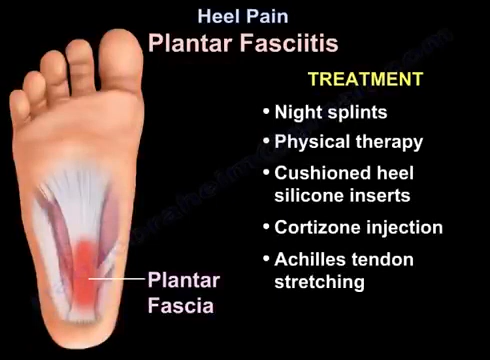 Heel Pain
Plantar Fasciitis
TREATMENT
• Night splints
• Physical therapy
• Cushioned heel
silicone inserts
• Cortizone injection
• Achilles tendon
stretching
Plantar
Fascia